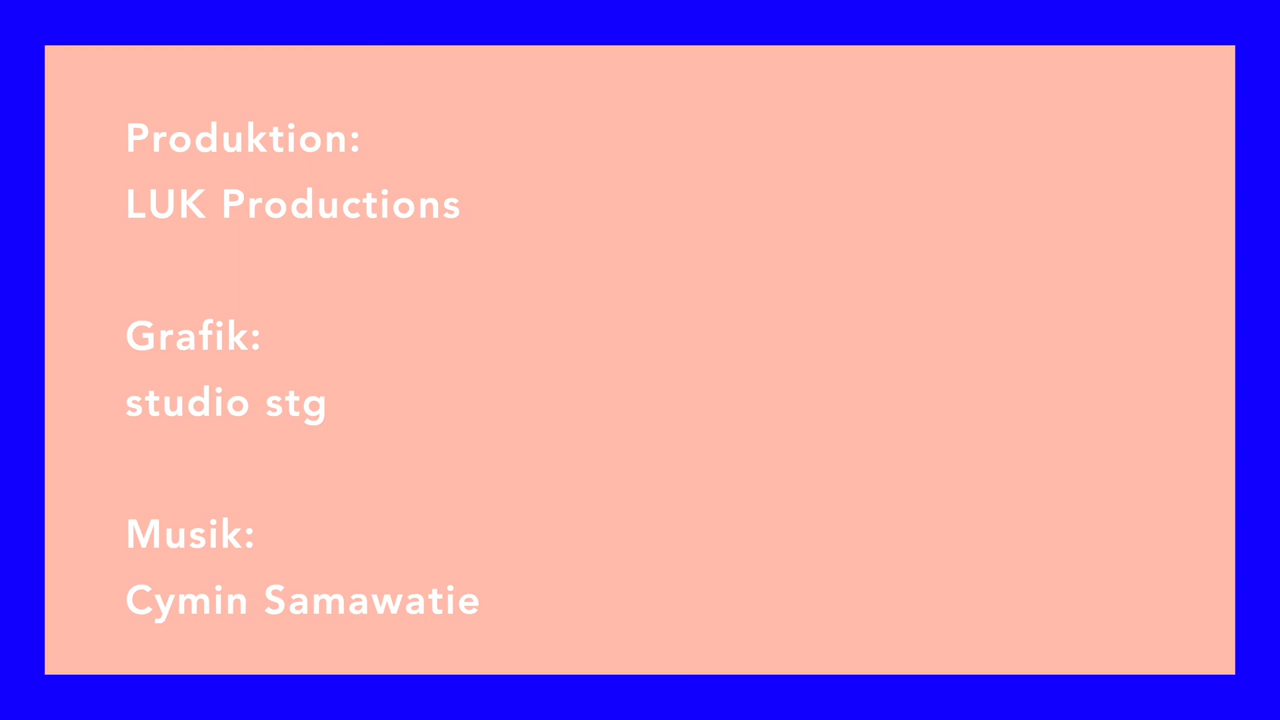 Produktion:
LUK Productions
Grafik:
studio stg
Musik:
Cymin Samawatie